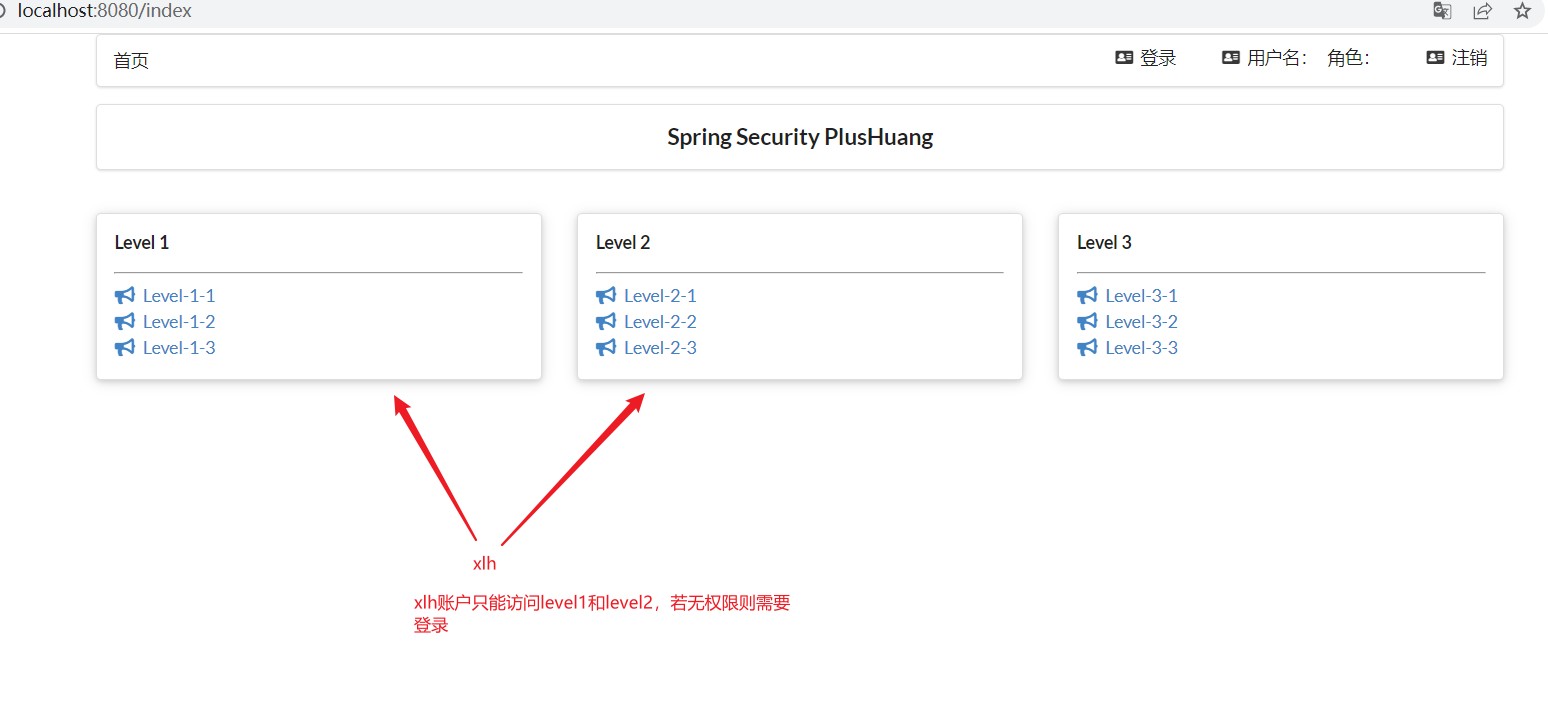 localhost:8080/index
首页 登录 用户名： 角色： 注销
Spring Security PlusHuang
Level 1
Level-1-1
Level-1-2
Level-1-3
Level 2
Level-2-1
Level-2-2
Level-2-3
Level 3
Level-3-1
Level-3-2
Level-3-3
xlh
xlh账户只能访问level1和level2，若无权限则需要
登录